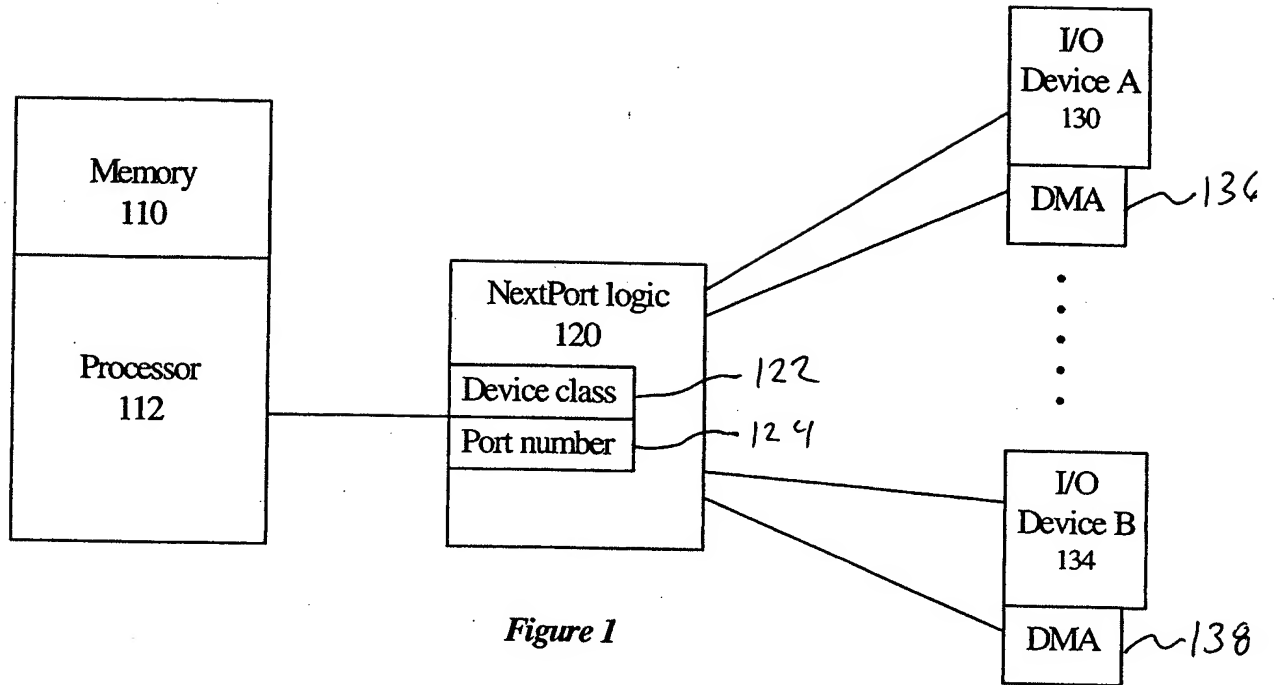 Memory
110
Processor
112
NextPort logic
120
Device class
122
Port number
124
I/O
Device A
130
DMA
136
I/O
Device B
134
DMA
138
Figure 1